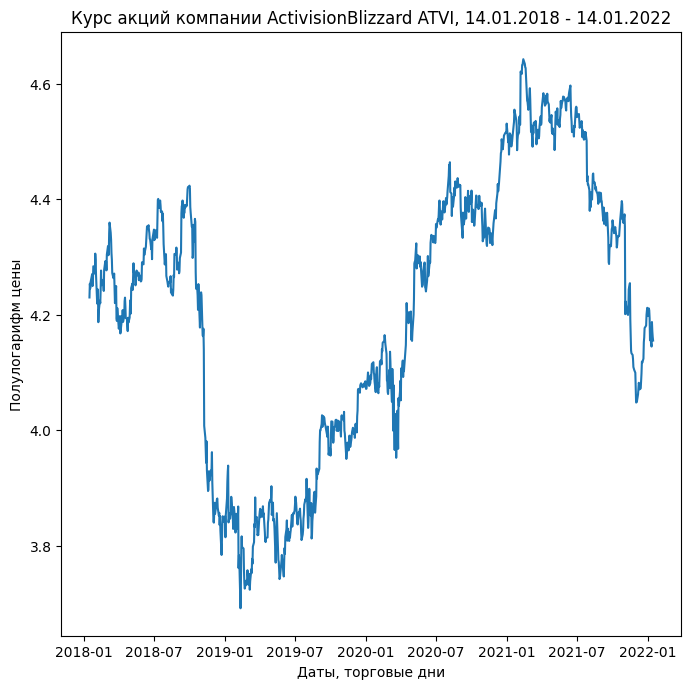 Курс акций компании ActivisionBlizzard ATVI, 14.01.2018 - 14.01.2022
4.6
4.4
4.2
4.0
3.8
Полулогарифм цены
2018-01 2018-07 2019-01 2019-07 2020-01 2020-07 2021-01 2021-07 2022-01
Даты, торговые дни